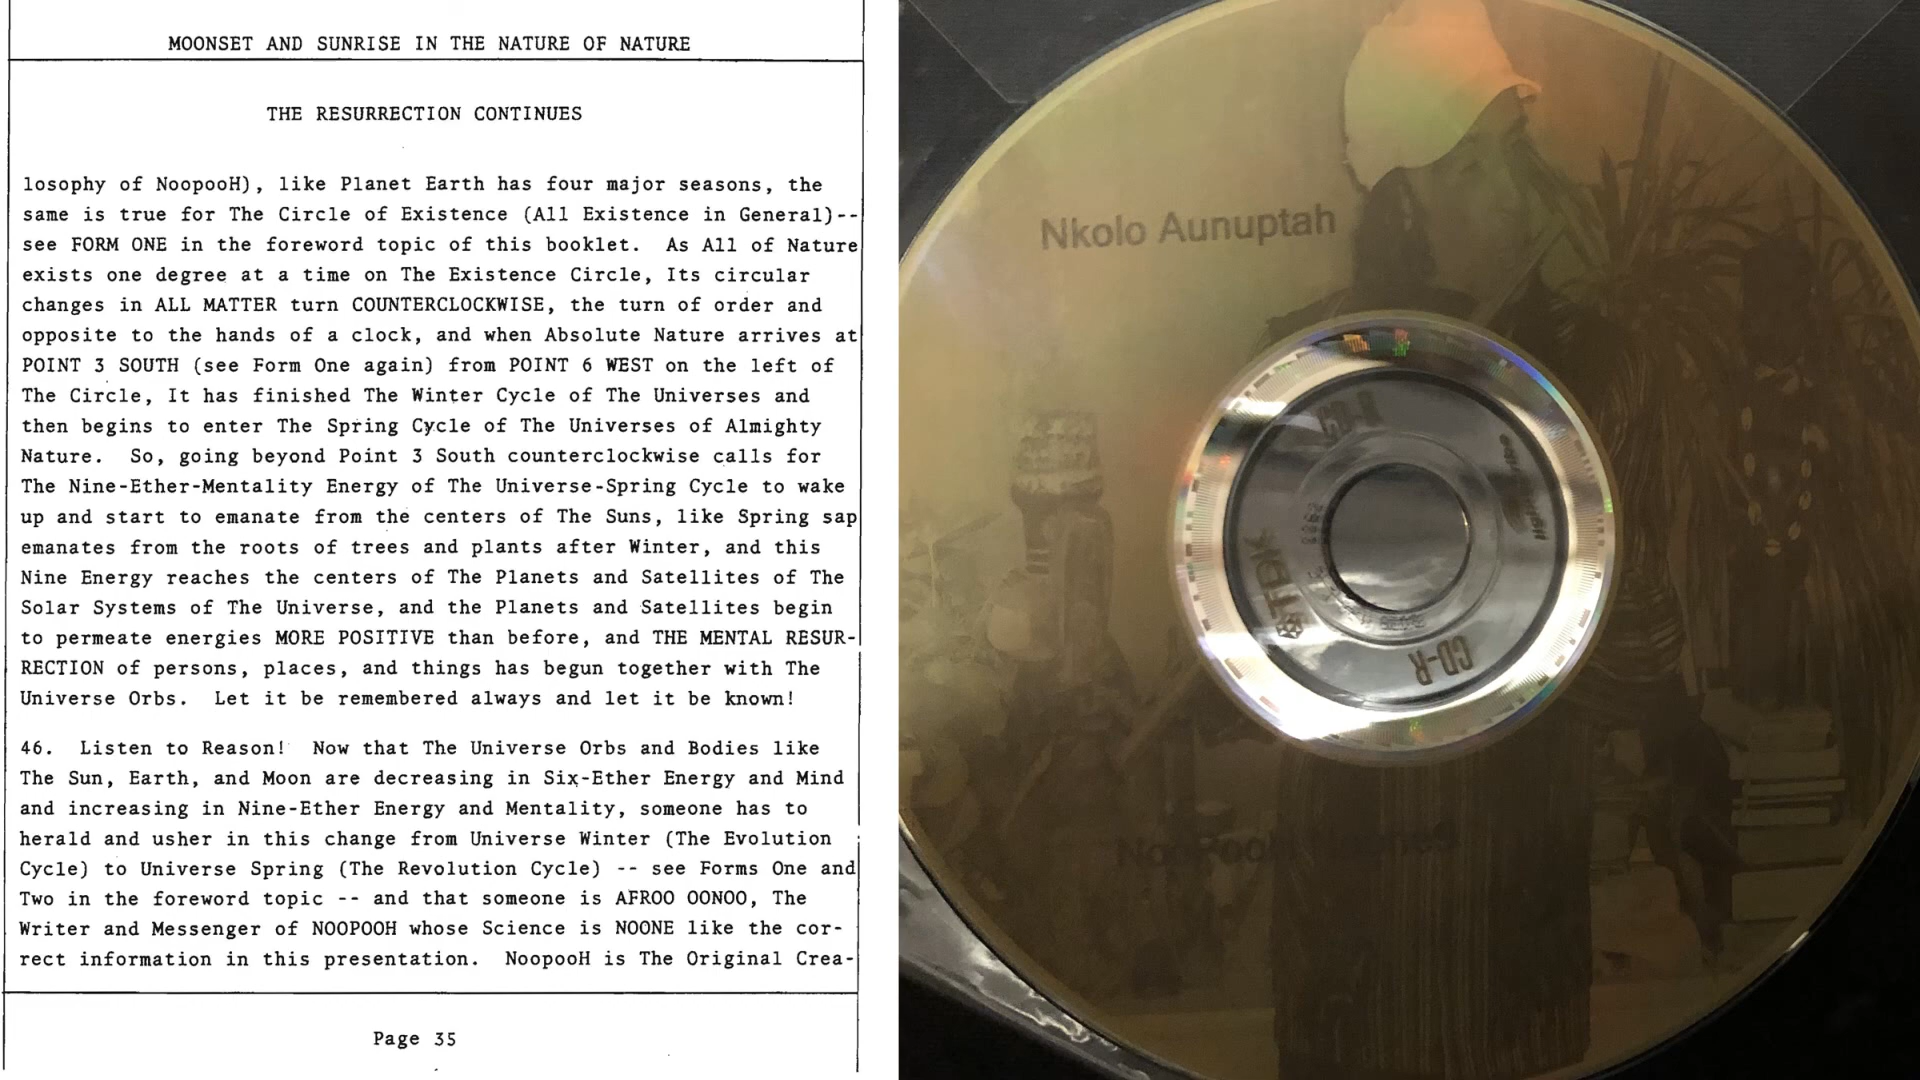 MOONSET AND SUNRISE IN THE NATURE OF NATURE
THE RESURRECTION CONTINUES
losophy of NoopooH), like Planet Earth has four major seasons, the
same is true for The Circle of Existence (All Existence in General)--
see FORM ONE in the foreword topic of this booklet. As All of Nature
exists one degree at a time on The Existence Circle, Its circular
changes in ALL MATTER turn COUNTERCLOCKWISE, the turn of order and
opposite to the hands of a clock, and when Absolute Nature arrives at
POINT 3 SOUTH (see Form One again) from POINT 6 WEST on the left of
The Circle, It has finished The Winter Cycle of The Universes and
then begins to enter The Spring Cycle of The Universes of Almighty
Nature. So, going beyond Point 3 South counterclockwise calls for
The Nine-Ether-Mentality Energy of The Universe-Spring Cycle to wake
up and start to emanate from the centers of The Suns, like Spring sap
emanates from the roots of trees and plants after Winter, and this
Nine Energy reaches the centers of The Planets and Satellites of The
Solar Systems of The Universe, and the Planets and Satellites begin
to permeate energies MORE POSITIVE than before, and THE MENTAL RESUR-
RECTION of persons, places, and things has begun together with The
Universe Orbs. Let it be remembered always and let it be known!
46. Listen to Reason! Now that The Universe Orbs and Bodies like
The Sun, Earth, and Moon are decreasing in Six-Ether Energy and Mind
and increasing in Nine-Ether Energy and Mentality, someone has to
herald and usher in this change from Universe Winter (The Evolution
Cycle) to Universe Spring (The Revolution Cycle) -- see Forms One and
Two in the foreword topic -- and that someone is AFROO OONOO, The
Writer and Messenger of NOOPOOH whose Science is NOONE like the cor-
rect information in this presentation. NoopooH is The Original Crea-
Page 35
Nkolo Aunuptah
TDK
CD-R